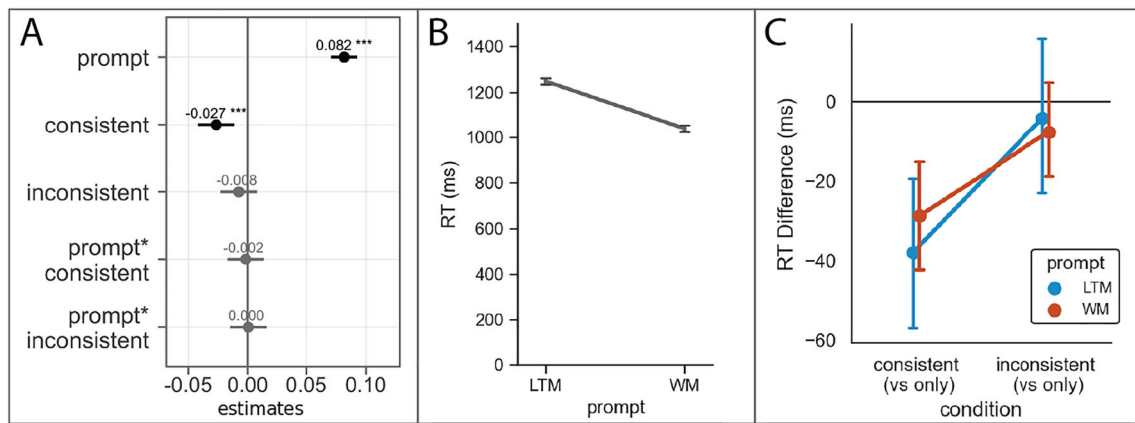 A
prompt
consistent
inconsistent
prompt*
consistent
prompt*
inconsistent
0.082 ***
-0.027 ***
-0.008
-0.002
0.000
-0.05
0.00
0.05
0.10
estimates
B
1400
1200
1000
800
600
400
200
0
RT (ms)
LTM
WM
prompt
C
0
−20
−40
−60
RT Difference (ms)
prompt
LTM
WM
consistent
(vs only)
inconsistent
(vs only)
condition